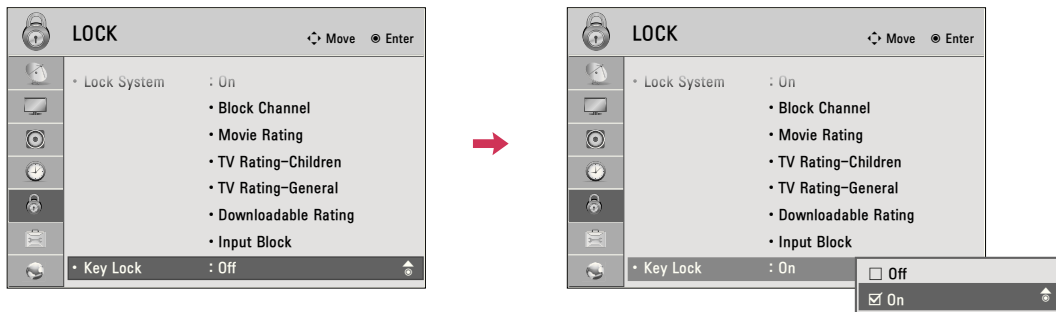 LOCK
Move Enter
• Lock System : On
• Block Channel
• Movie Rating
• TV Rating-Children
• TV Rating-General
• Downloadable Rating
• Input Block
• Key Lock : Off
LOCK
Move Enter
• Lock System : On
• Block Channel
• Movie Rating
• TV Rating-Children
• TV Rating-General
• Downloadable Rating
• Input Block
• Key Lock : On
Off
On